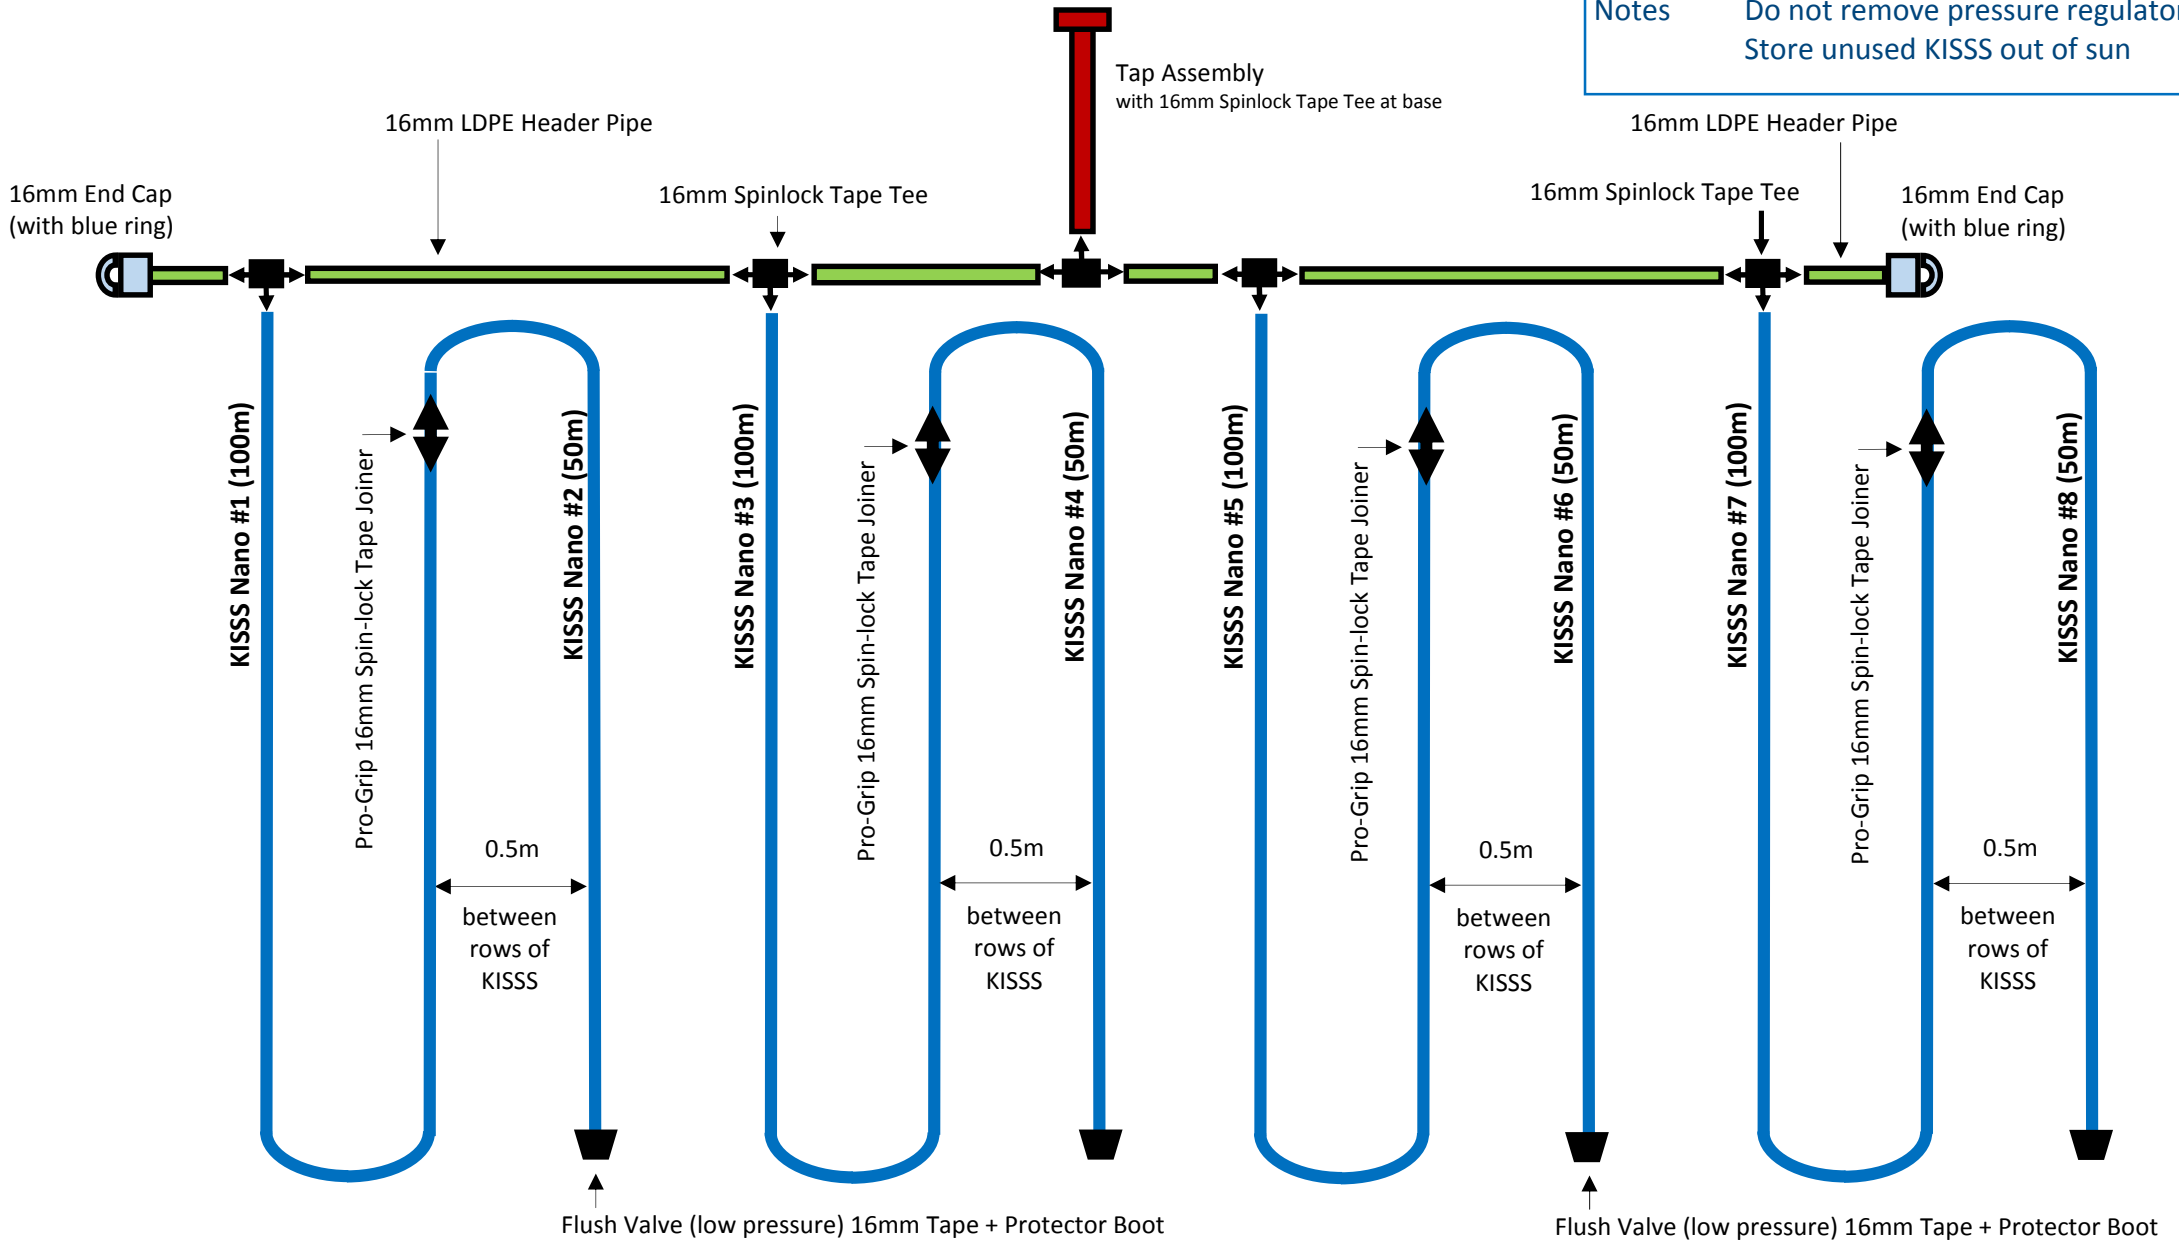 Notes Do not remove pressure regulator
Store unused KISSS out of sun
Tap Assembly
with 16mm Spinlock Tape Tee at base
16mm LDPE Header Pipe
16mm LDPE Header Pipe
16mm End Cap
(with blue ring)
16mm Spinlock Tape Tee
16mm Spinlock Tape Tee
16mm End Cap
(with blue ring)
KISSS Nano #1 (100m)
Pro-Grip 16mm Spin-lock Tape Joiner
KISSS Nano #2 (50m)
KISSS Nano #3 (100m)
Pro-Grip 16mm Spin-lock Tape Joiner
KISSS Nano #4 (50m)
KISSS Nano #5 (100m)
Pro-Grip 16mm Spin-lock Tape Joiner
KISSS Nano #6 (50m)
KISSS Nano #7 (100m)
Pro-Grip 16mm Spin-lock Tape Joiner
KISSS Nano #8 (50m)
0.5m
between
rows of
KISSS
0.5m
between
rows of
KISSS
0.5m
between
rows of
KISSS
0.5m
between
rows of
KISSS
Flush Valve (low pressure) 16mm Tape + Protector Boot
Flush Valve (low pressure) 16mm Tape + Protector Boot